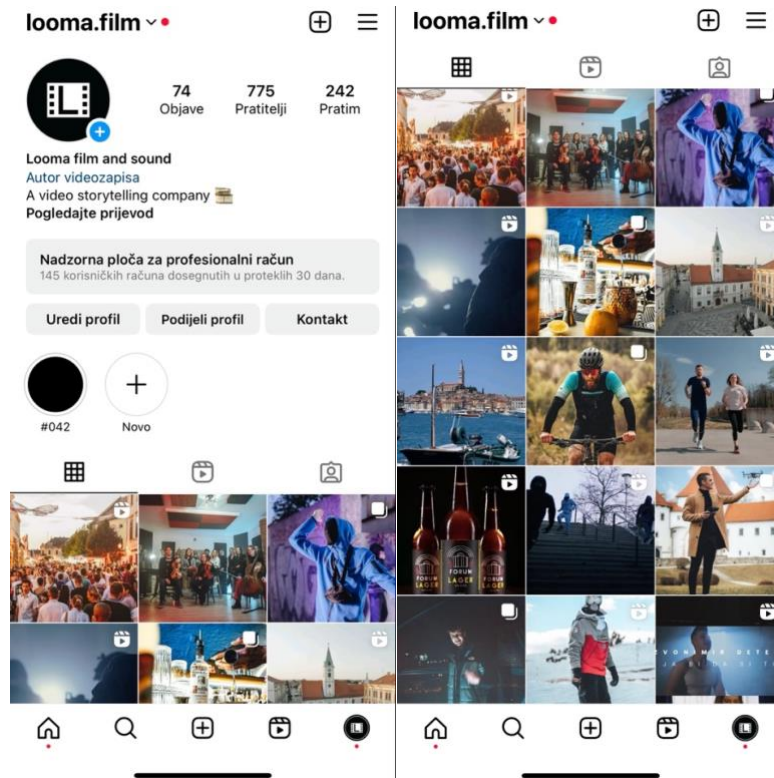 looma.film
74 775 242
Objave Pratitelji Pratim
Looma film and sound
Autor videozapisa
A video storytelling company
Pogledajte prijevod
Nadzorna ploča za profesionalni račun
145 korisničkih računa dosegnutih u proteklih 30 dana.
Uredi profil Podijeli profil Kontakt
#042 Novo
looma.film
FORUM FORUM
LAGER LAGER